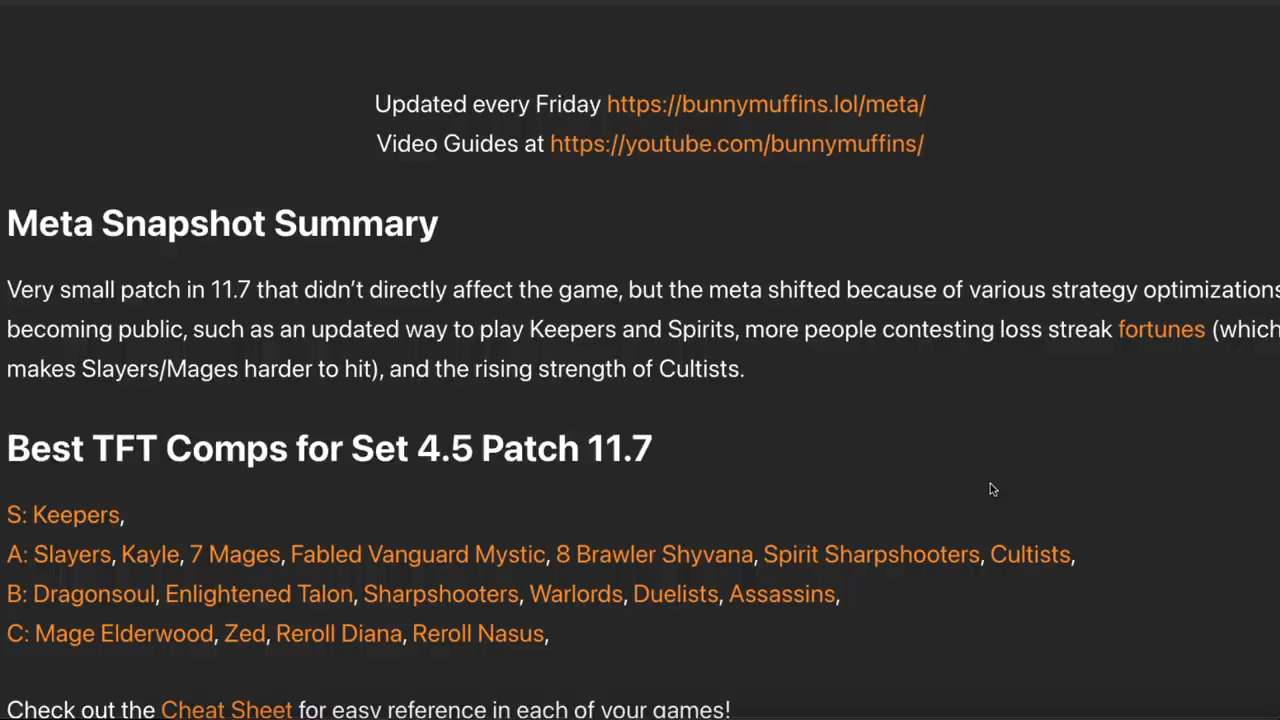 Updated every Friday https://bunnymuffins.lol/meta/
Video Guides at https://youtube.com/bunnymuffins/
Meta Snapshot Summary
Very small patch in 11.7 that didn’t directly affect the game, but the meta shifted because of various strategy optimizations
becoming public, such as an updated way to play Keepers and Spirits, more people contesting loss streak fortunes (which
makes Slayers/Mages harder to hit), and the rising strength of Cultists.
Best TFT Comps for Set 4.5 Patch 11.7
S: Keepers,
A: Slayers, Kayle, 7 Mages, Fabled Vanguard Mystic, 8 Brawler Shyvana, Spirit Sharpshooters, Cultists,
B: Dragonsoul, Enlightened Talon, Sharpshooters, Warlords, Duelists, Assassins,
C: Mage Elderwood, Zed, Reroll Diana, Reroll Nasus,
Check out the Cheat Sheet for easy reference in each of your games!